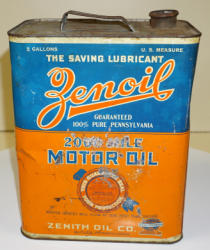 2 GALLONS U.S. MEASURE
THE SAVING LUBRICANT
Zenoil
GUARANTEED
100% PURE PENNSYLVANIA
2000 MILE
MOTOR OIL
ZENITH OIL CO.